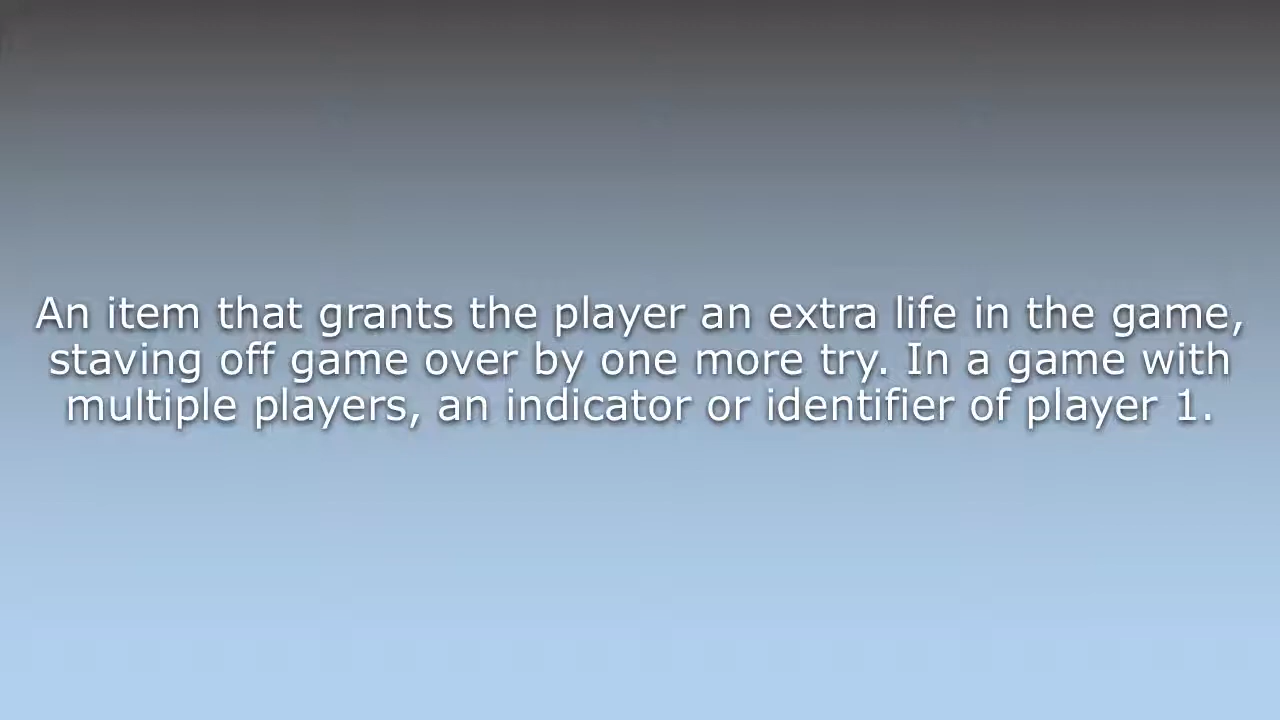 An item that grants the player an extra life in the game,
staving off game over by one more try. In a game with
multiple players, an indicator or identifier of player 1.